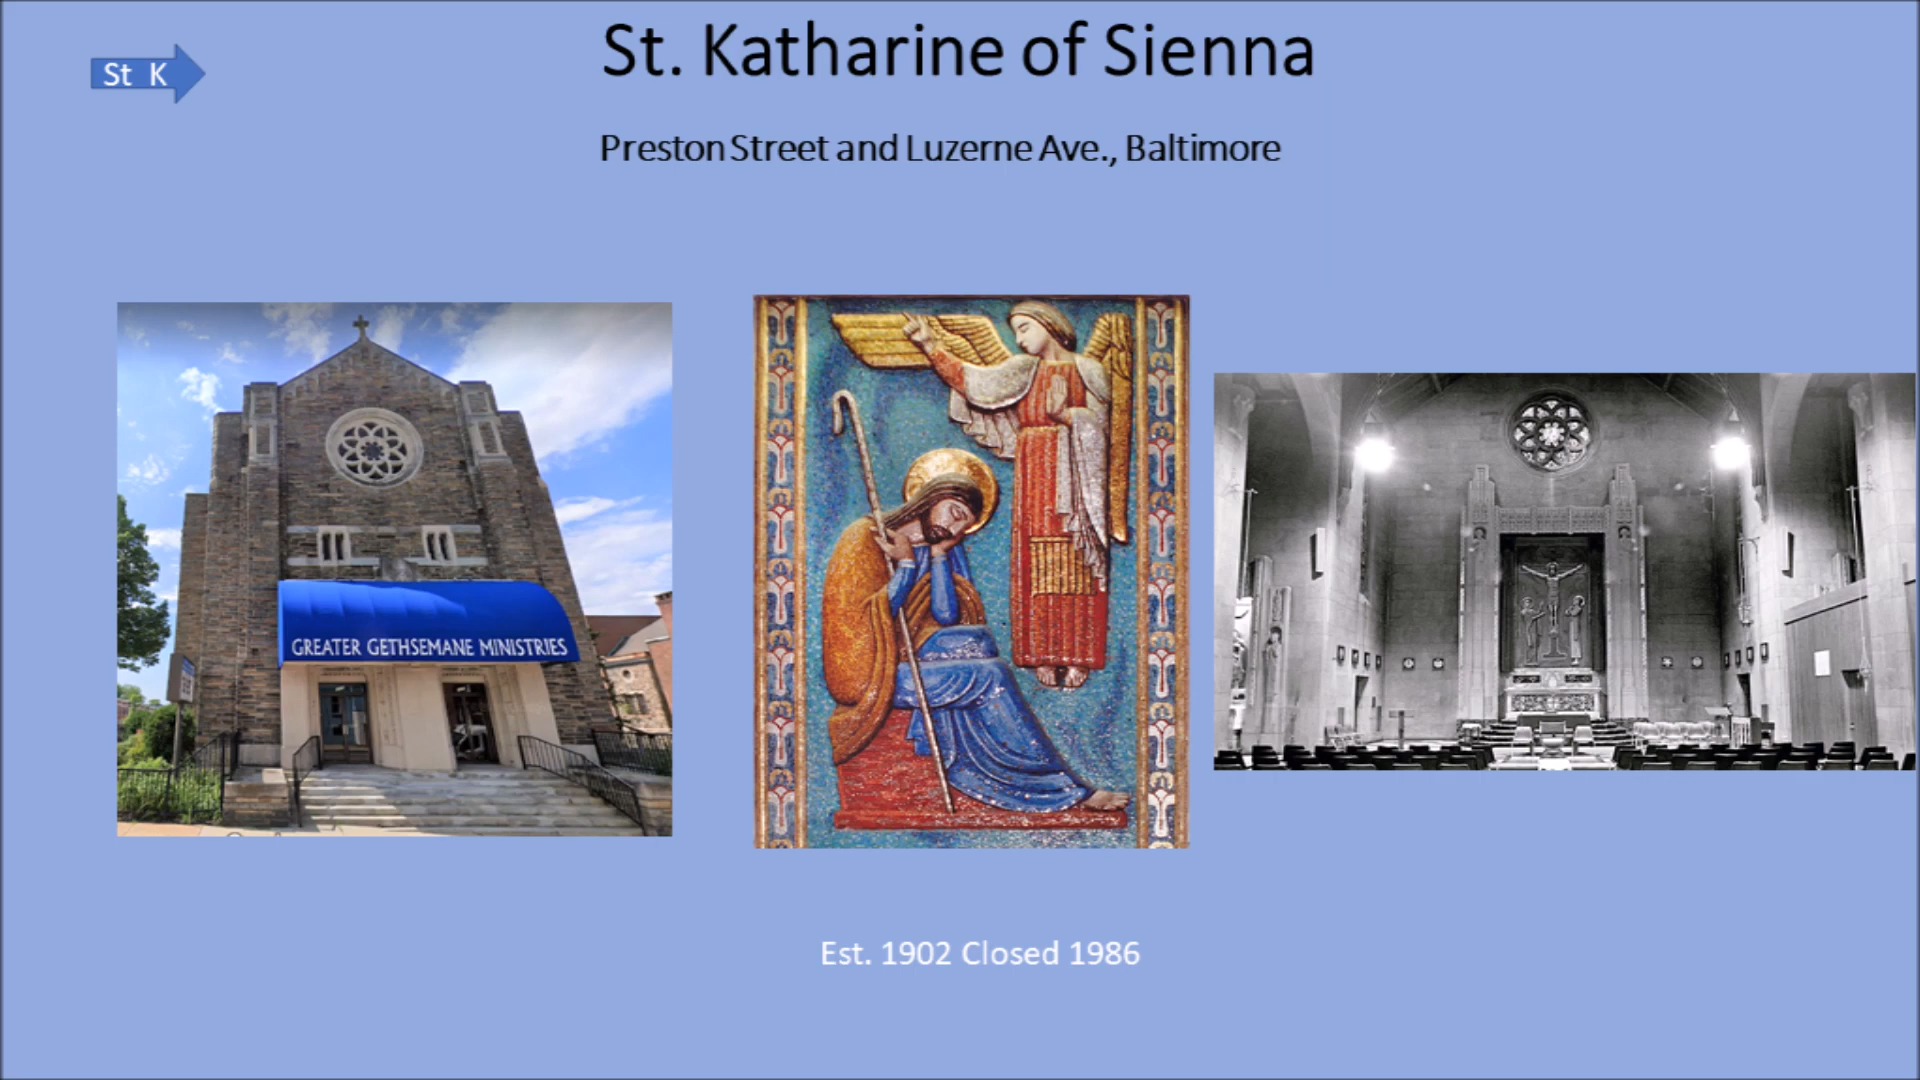 St. Katharine of Sienna
St K
Preston Street and Luzerne Ave., Baltimore
GREATER GETHSEMANE MINISTRIES
Est. 1902 Closed 1986